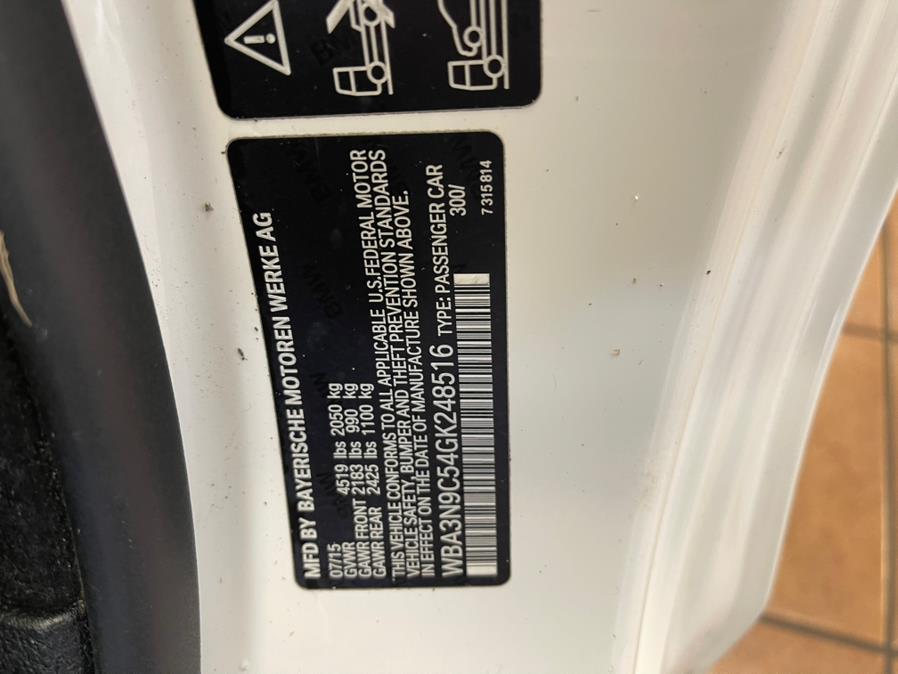 MFD BY BAYERISCHE MOTOREN WERKE AG
07/15
GVWR 4519 lbs 2050 kg
GAWR FRONT 2183 lbs 990 kg
GAWR REAR 2425 lbs 1100 kg
"THIS VEHICLE CONFORMS TO ALL APPLICABLE U.S.FEDERAL MOTOR
VEHICLE SAFETY, BUMPER AND THEFT PREVENTION STANDARDS
IN EFFECT ON THE DATE OF MANUFACTURE SHOWN ABOVE.
WBA3N9C54GK248516 TYPE: PASSENGER CAR
300/
7 315 814